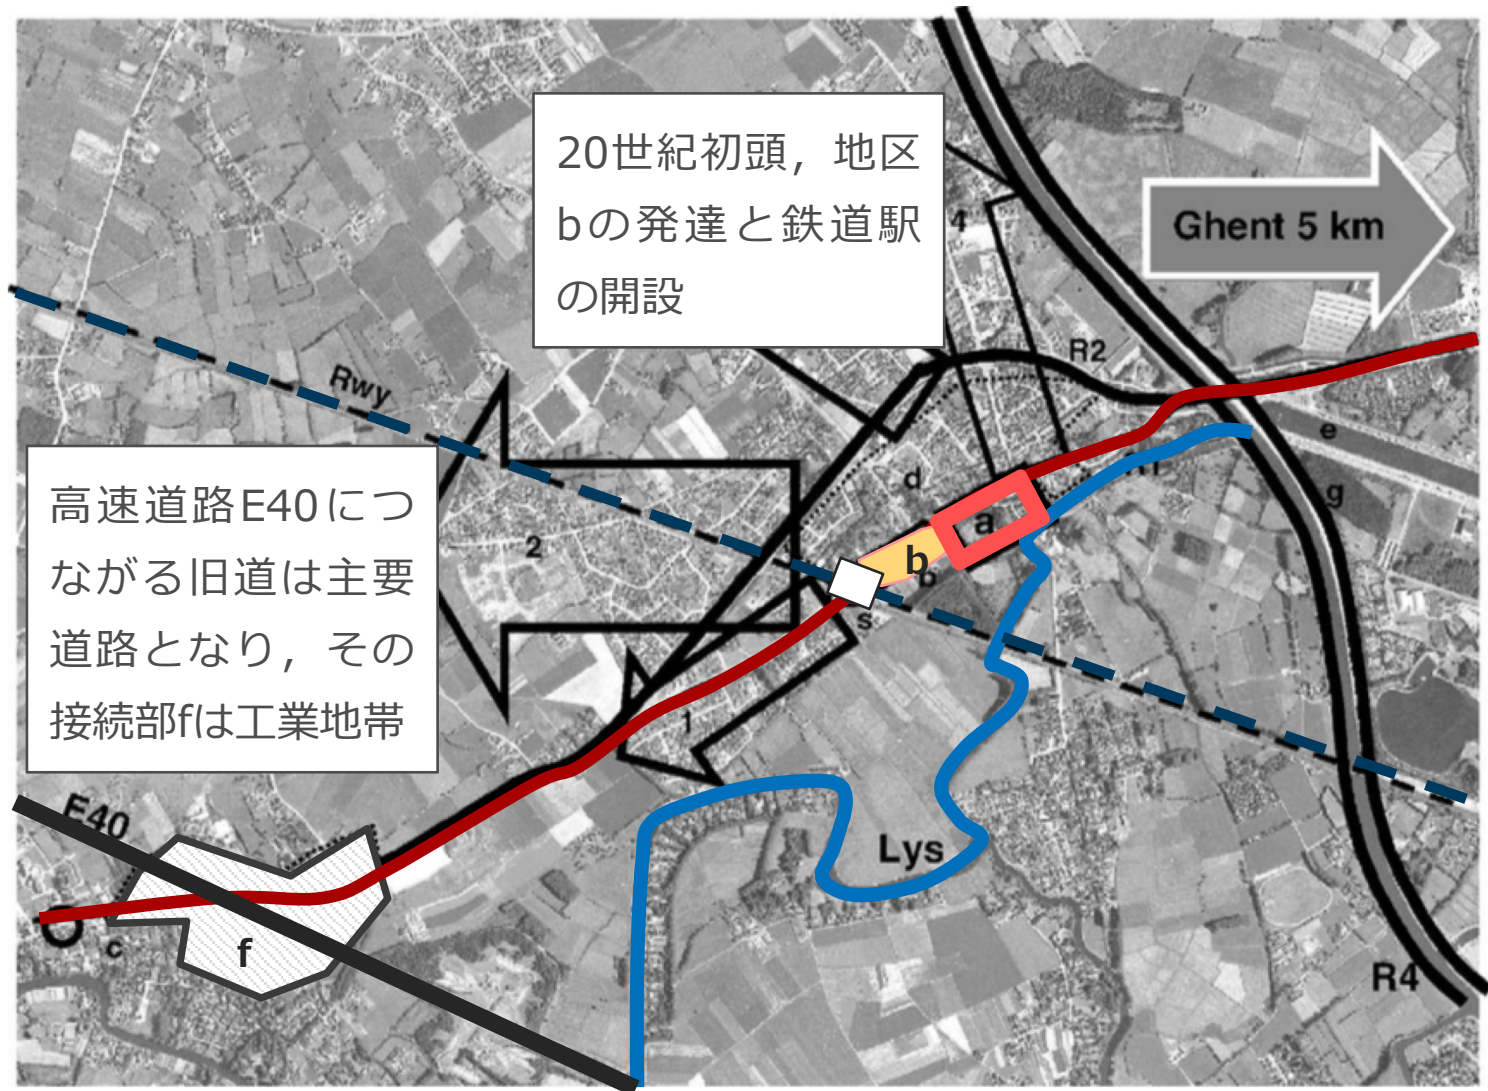 20世紀初頭，地区
bの発達と鉄道駅
の開設
4
Ghent 5 km
R2
Rwy
e
高速道路E40につ
ながる旧道は主要
道路となり，その
接続部fは工業地帯
d
g
a
2
b
b
s
1
E40
Lys
c
f
R4